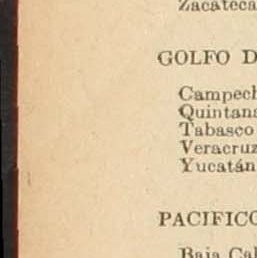 Zacateca
GOLFO D
Campech
Quintana
Tabasco
Veracruz
Yucatán
PACIFICO
Baja Cal